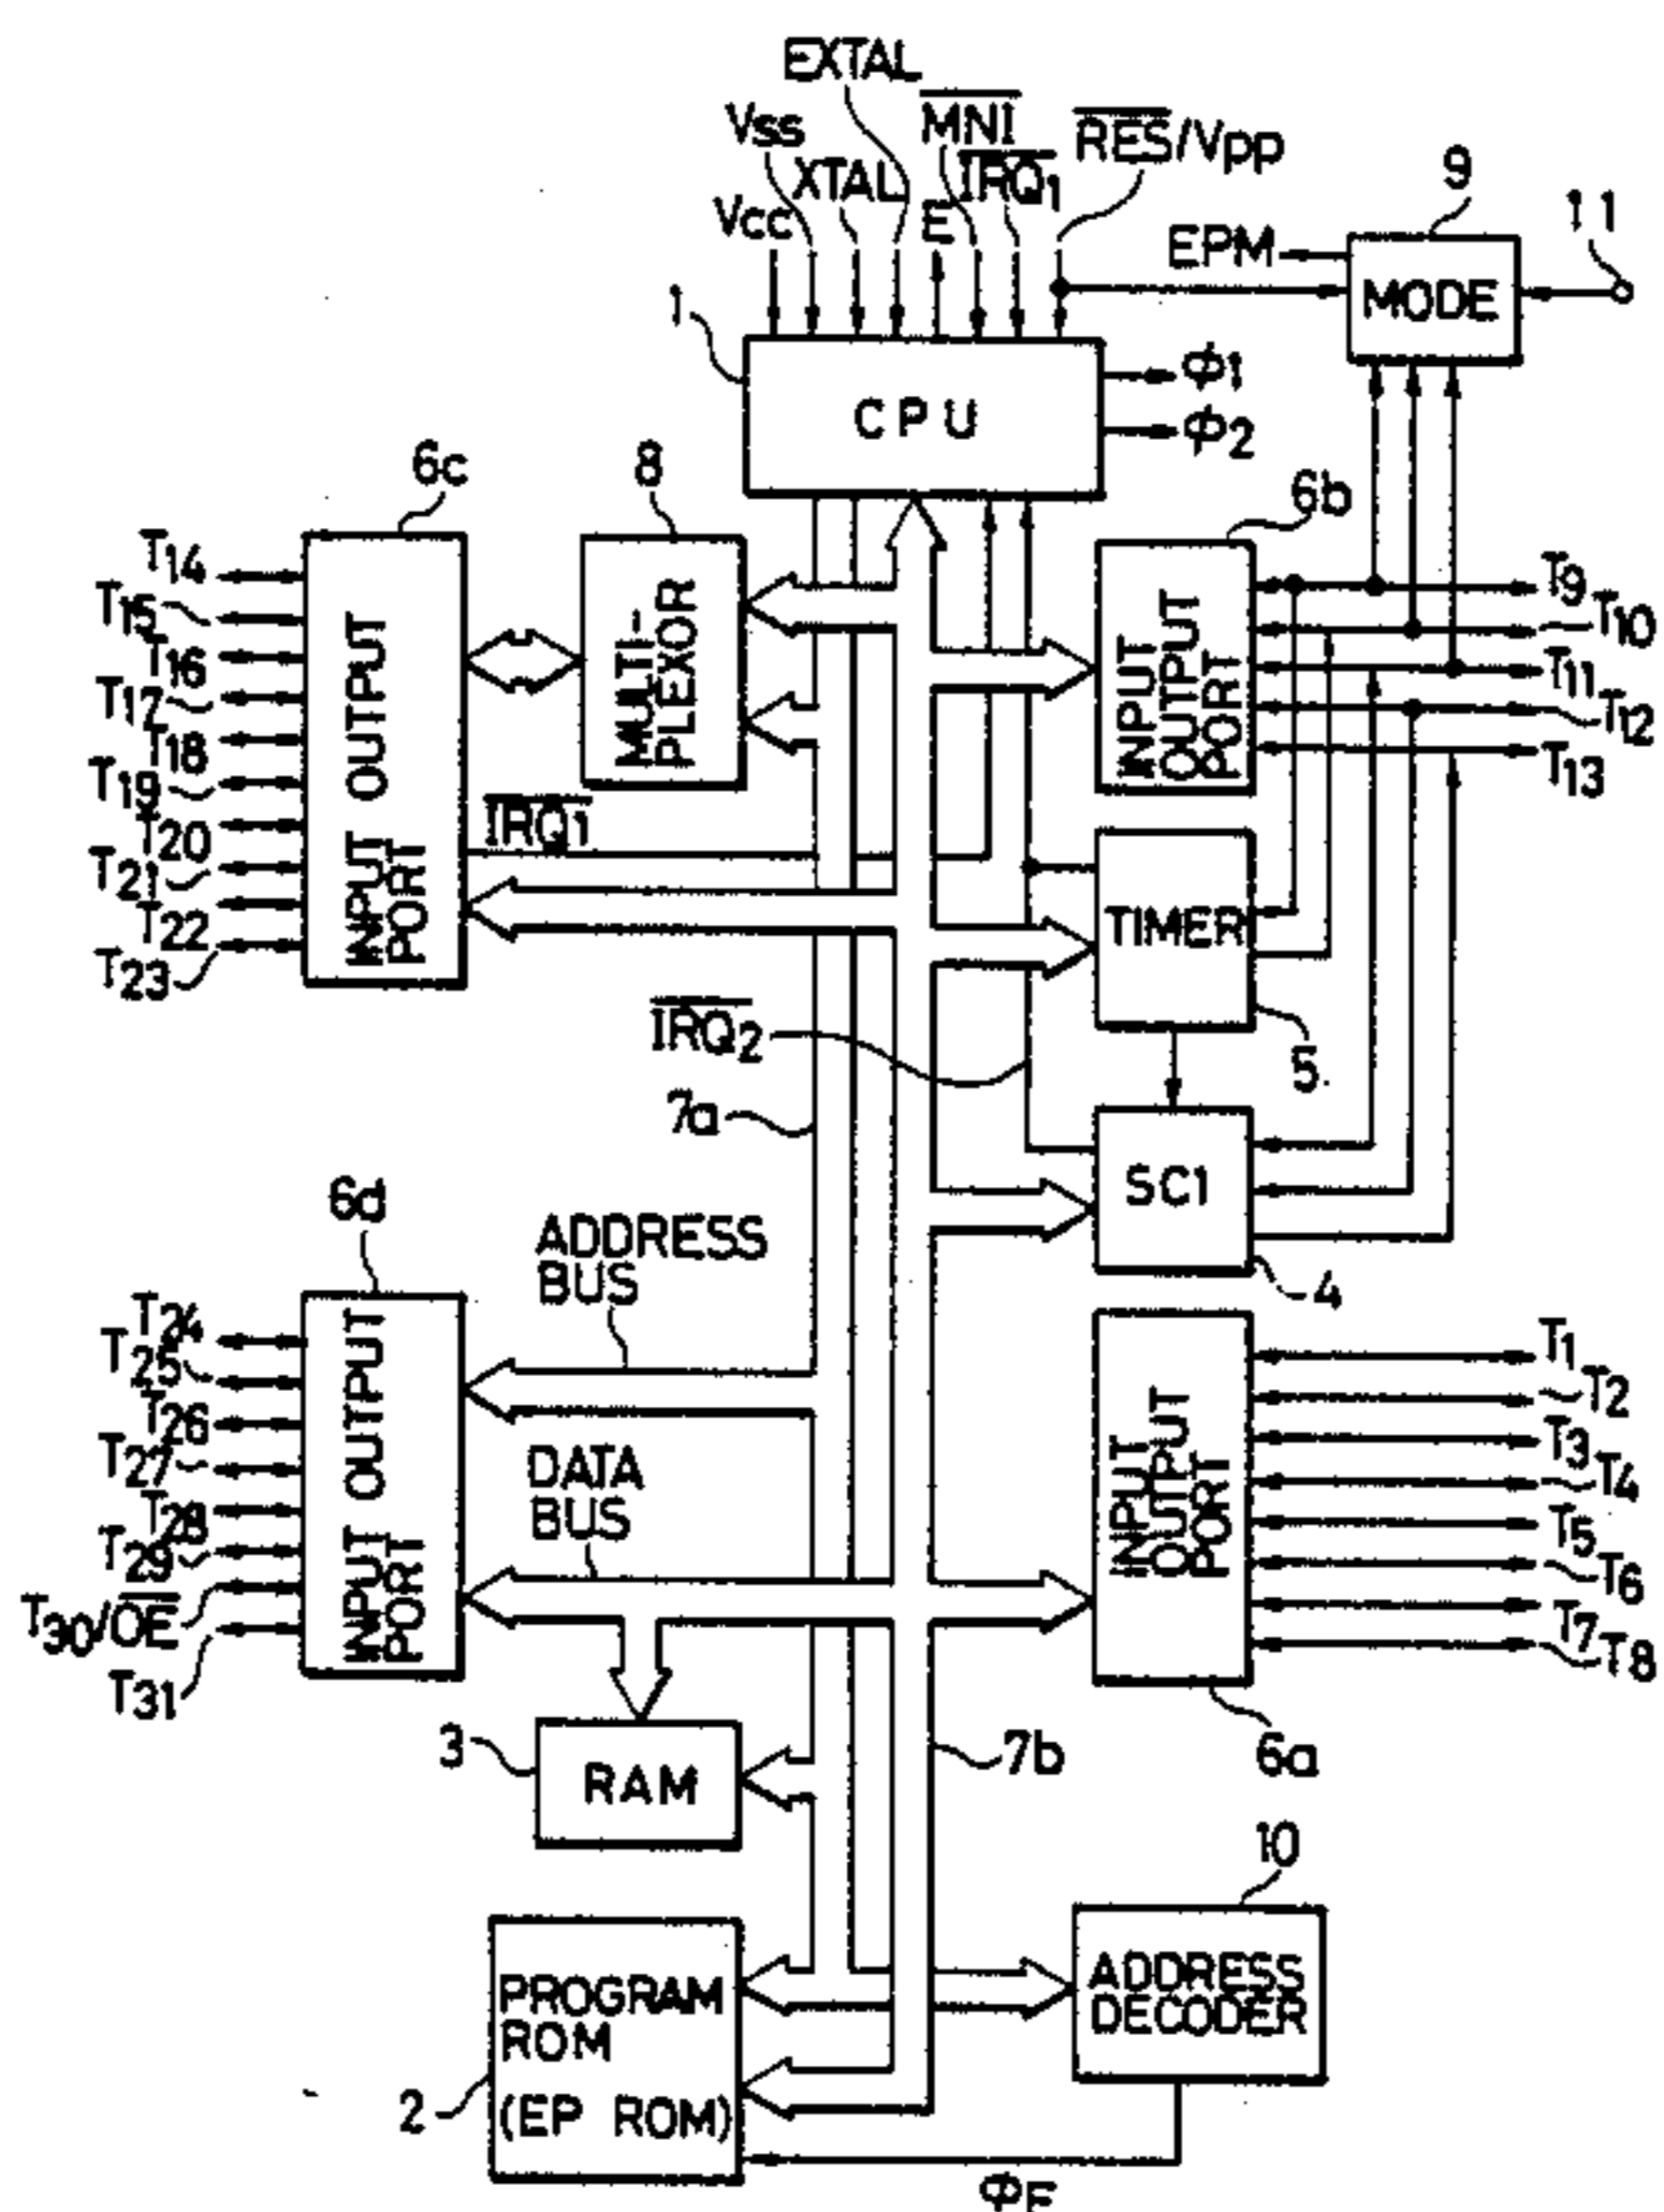 EXTAL
MNI
RES/Vpp
Vss
XTAL
IRQ1
Vcc
E
9
11
EPM
MODE
1
CPU
ϕ1
ϕ2
6c
8
6b
T14
T15
T16
T17
T18
T19
T20
T21
T22
T23
INPUT OUTPUT
PORT
MULTI-
PLEXOR
INPUT
OUTPUT
PORT
T9
T10
T11
T12
T13
IRQ1
TIMER
IRQ2
5
7a
SC1
4
6d
ADDRESS
BUS
T24
T25
T26
T27
T28
T29
T30/OE
T31
INPUT OUTPUT
PORT
DATA
BUS
INPUT
OUTPUT
PORT
T1
T2
T3
T4
T5
T6
T7
T8
3
RAM
7b
6a
10
PROGRAM
ROM
(EP ROM)
2
ADDRESS
DECODER